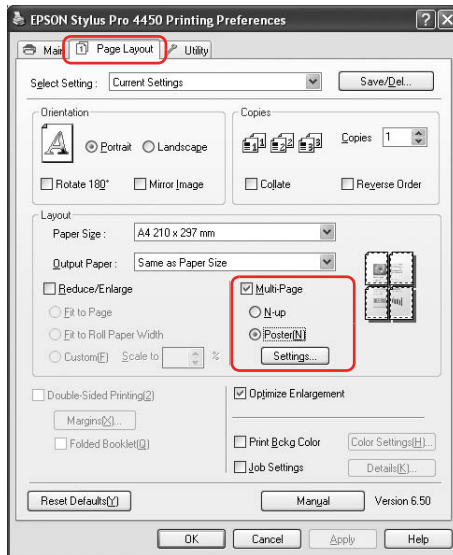 EPSON Stylus Pro 4450 Printing Preferences
Main Page Layout Utility
Select Setting : Current Settings Save/Del...
Orientation Copies
A Portrait Landscape Copies 1
Rotate 180° Mirror Image Collate Reverse Order
Layout
Paper Size : A4 210 x 297 mm
Output Paper : Same as Paper Size
Reduce/Enlarge Multi-Page
Fit to Page N-up
Fit to Roll Paper Width Poster(N)
Custom(F) Scale to % Settings...
Double-Sided Printing(2) Optimize Enlargement
Margins(X)...
Folded Booklet(Q) Print Bckg Color Color Settings(H)...
Job Settings Details(K)...
Reset Defaults(Y) Manual Version 6.50
OK Cancel Apply Help